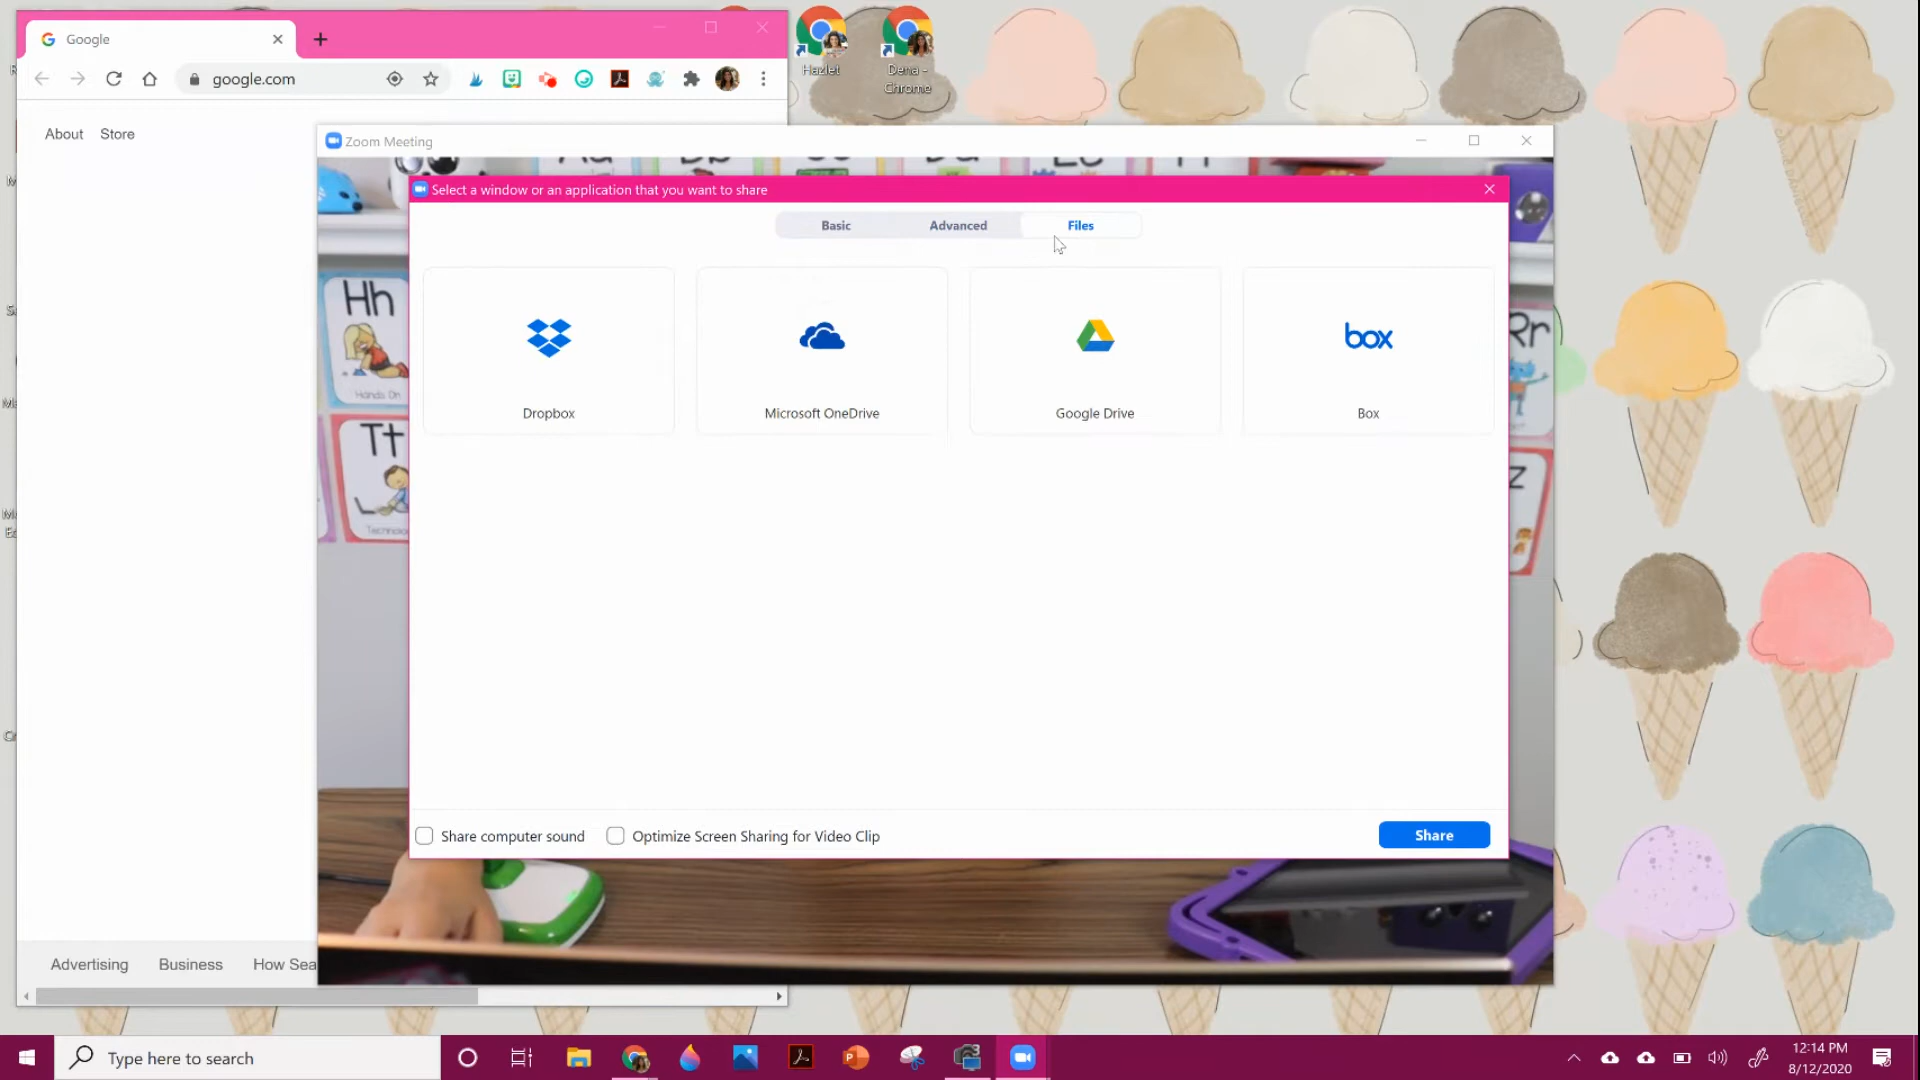 Google
google.com
About Store
Hazlet
Dena -
Chrome
Zoom Meeting
Select a window or an application that you want to share
Basic Advanced Files
Hh
Hands On
Tt
Rr
Dropbox
Microsoft OneDrive
Google Drive
box
Box
Share computer sound
Optimize Screen Sharing for Video Clip
Share
Advertising Business How Sea
Type here to search
12:14 PM
8/12/2020